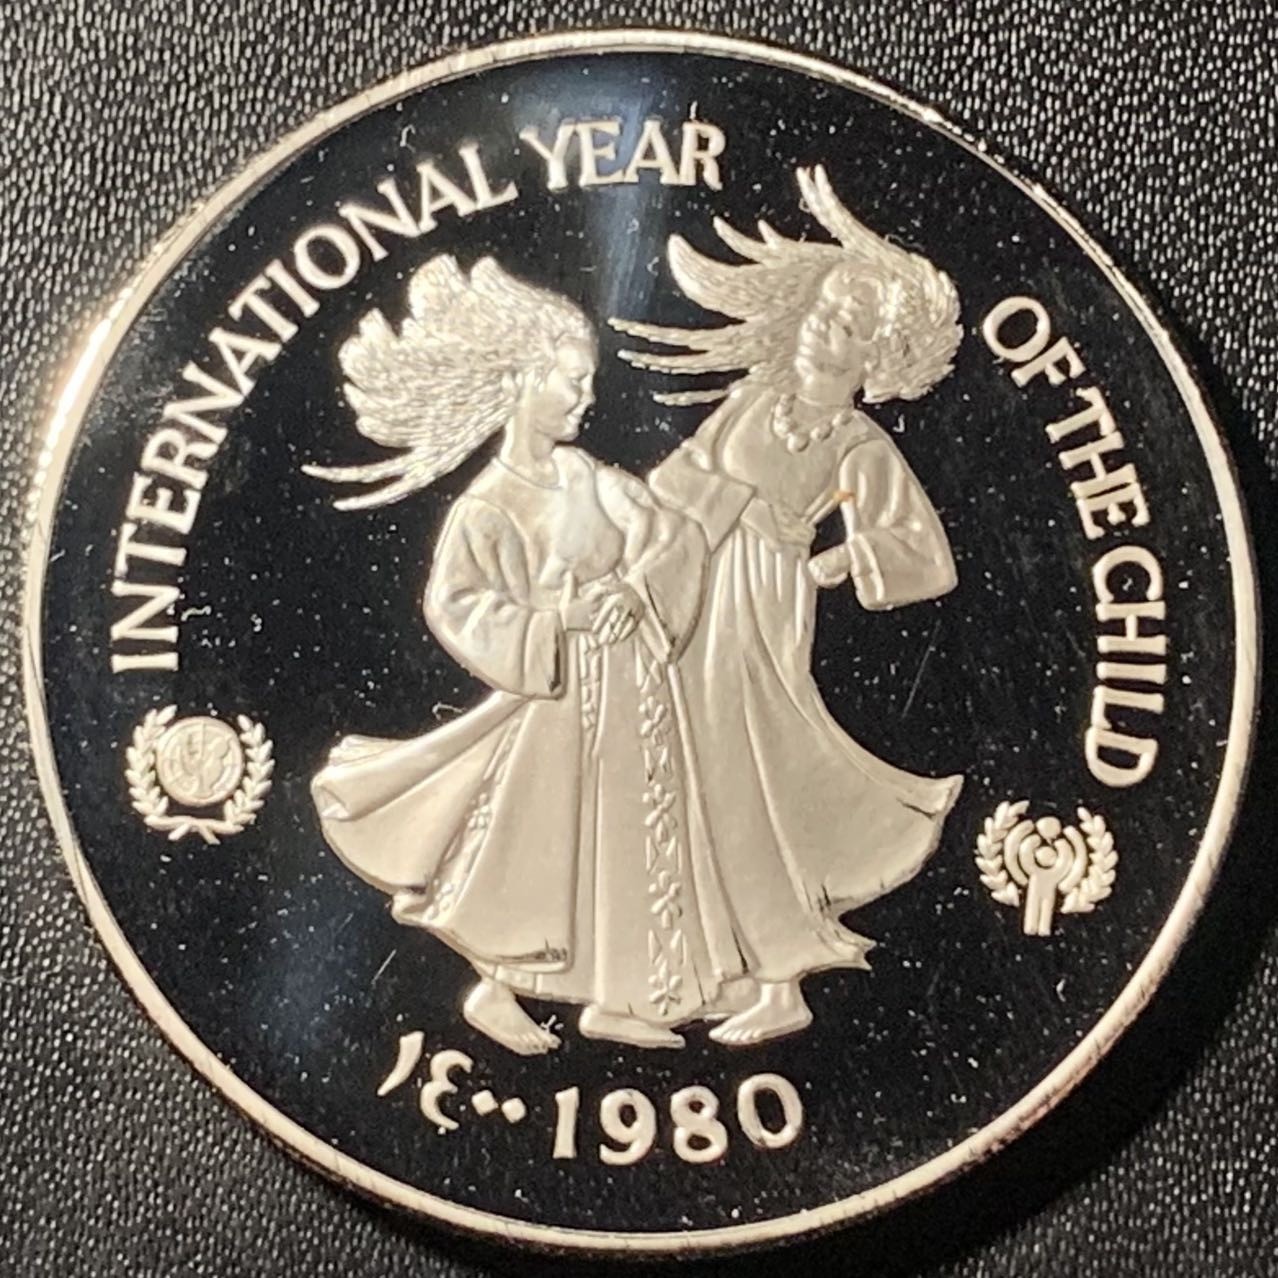 INTERNATIONAL YEAR OF THE CHILD
١٤٠٠ 1980